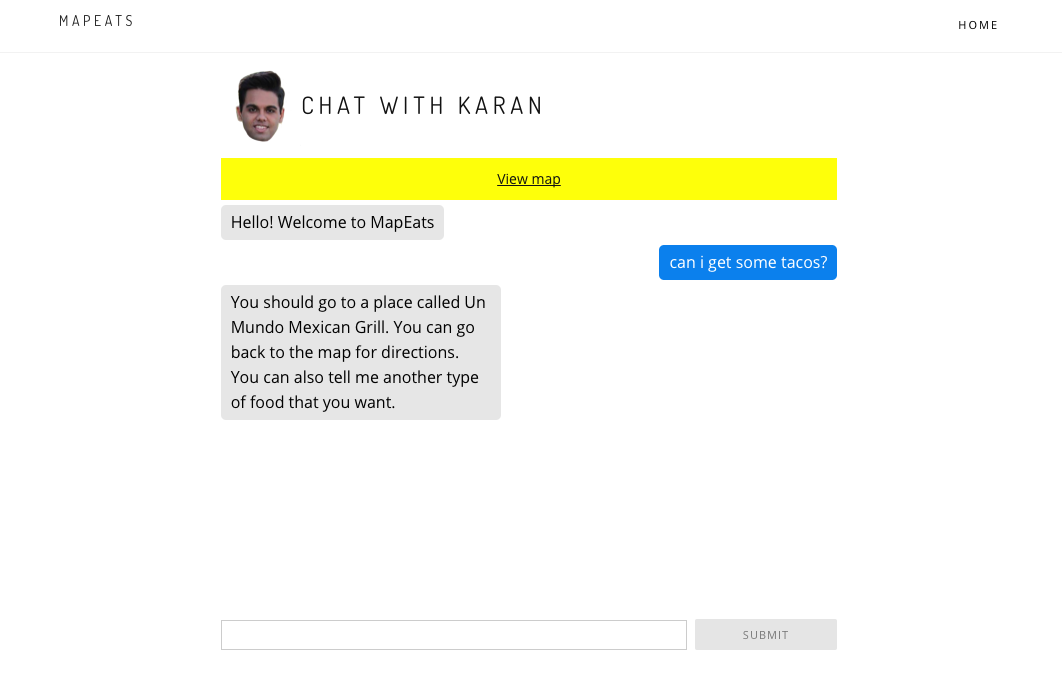 MAPEATS
HOME
CHAT WITH KARAN
View map
Hello! Welcome to MapEats
can i get some tacos?
You should go to a place called Un
Mundo Mexican Grill. You can go
back to the map for directions.
You can also tell me another type
of food that you want.
SUBMIT